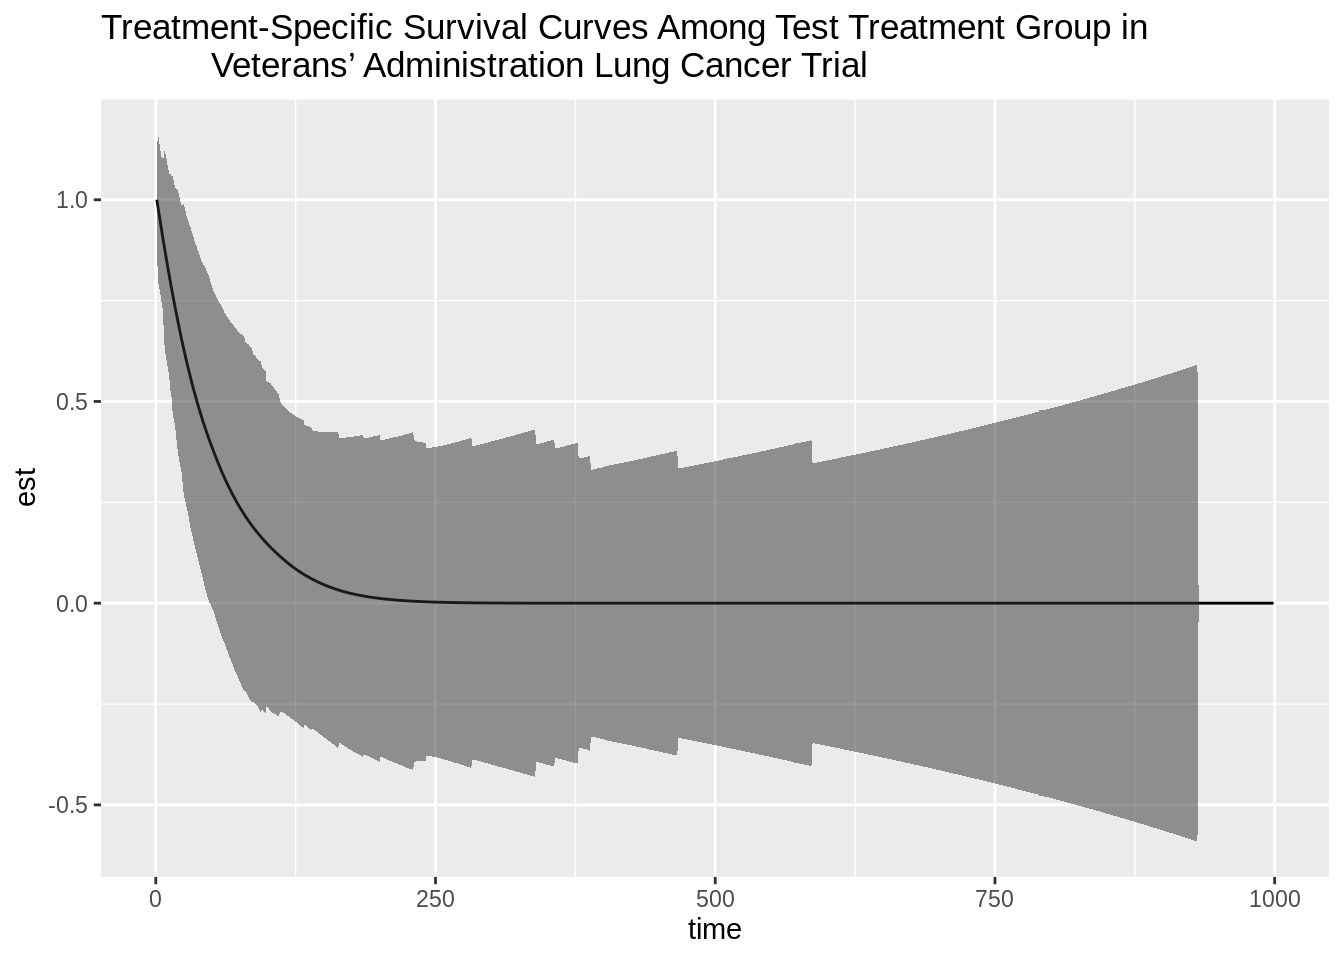 Treatment-Specific Survival Curves Among Test Treatment Group in
Veterans’ Administration Lung Cancer Trial
1.0
0.5
0.0
-0.5
est
0 250 500 750 1000
time